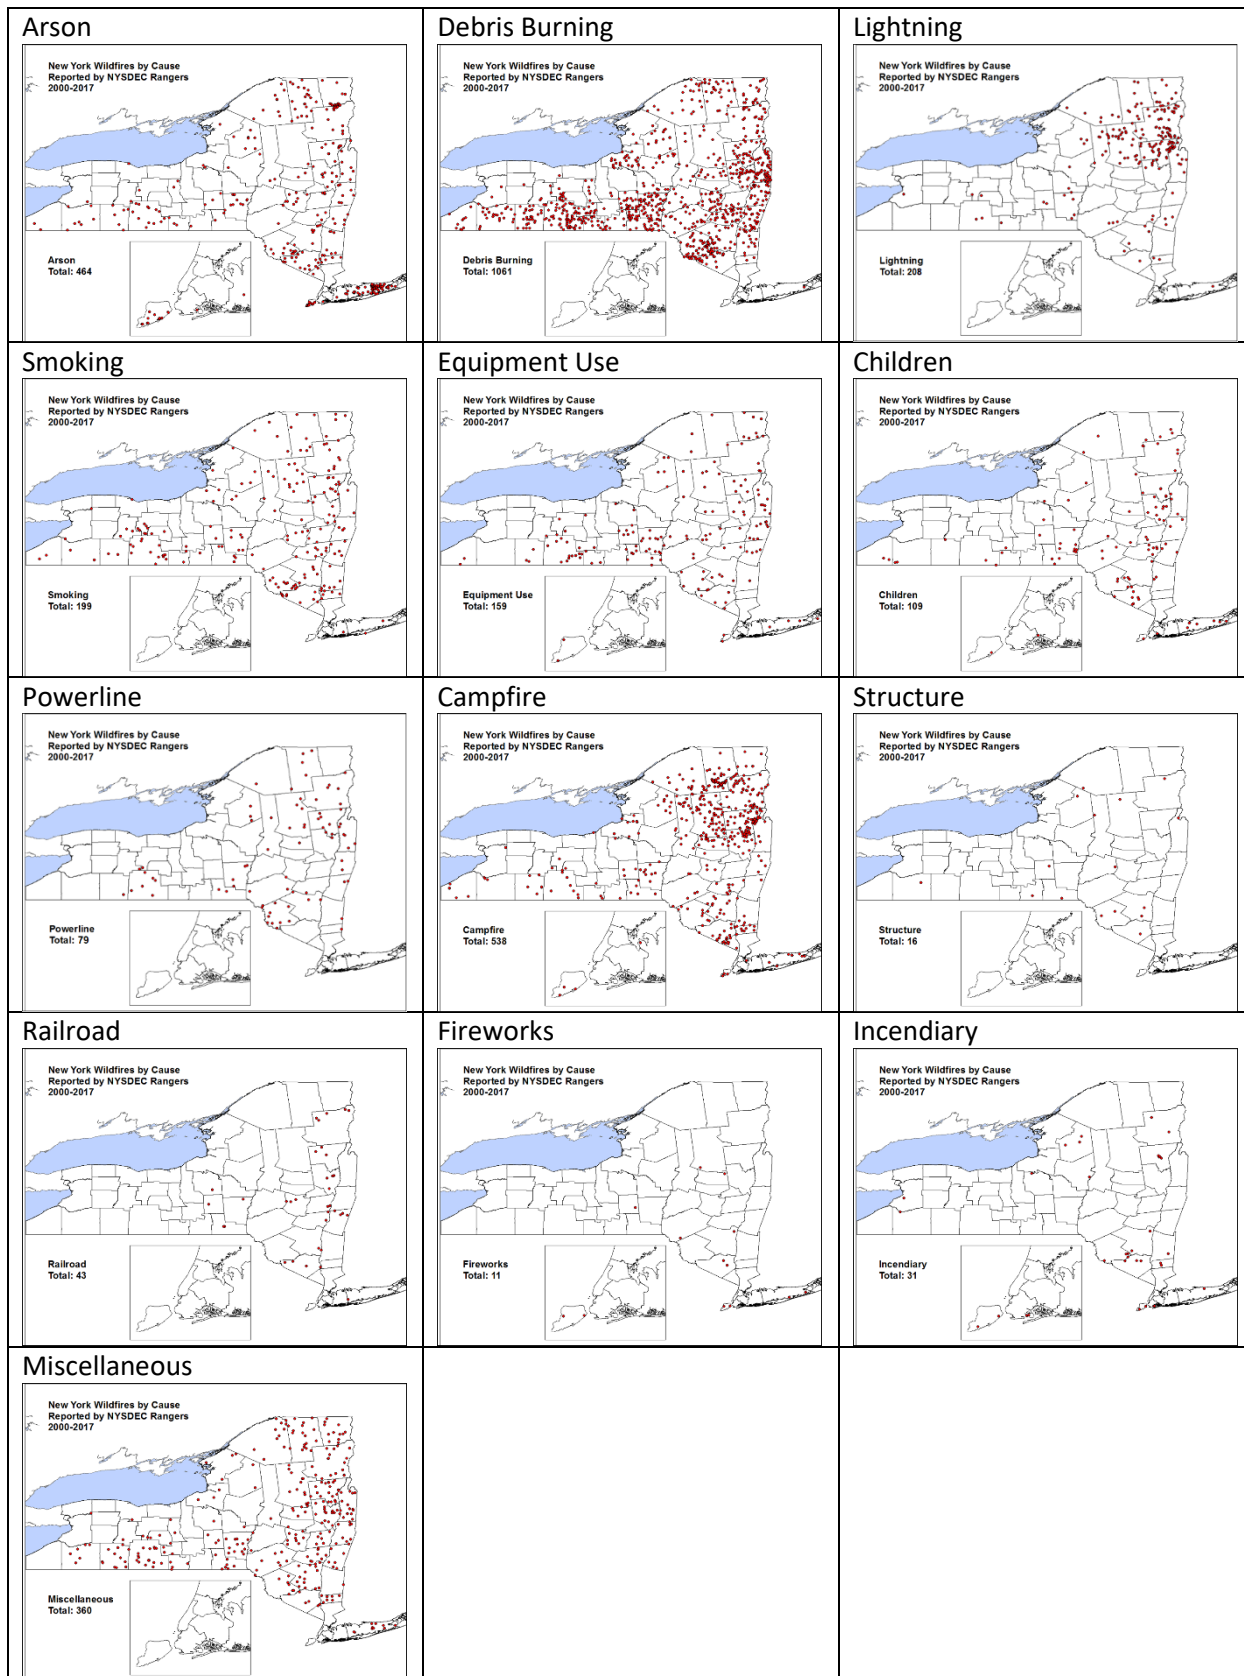 Arson
New York Wildfires by Cause
Reported by NYSDEC Rangers
2000-2017
Arson
Total: 464
Debris Burning
New York Wildfires by Cause
Reported by NYSDEC Rangers
2000-2017
Debris Burning
Total: 1061
Lightning
New York Wildfires by Cause
Reported by NYSDEC Rangers
2000-2017
Lightning
Total: 208
Smoking
New York Wildfires by Cause
Reported by NYSDEC Rangers
2000-2017
Smoking
Total: 199
Equipment Use
New York Wildfires by Cause
Reported by NYSDEC Rangers
2000-2017
Equipment Use
Total: 159
Children
New York Wildfires by Cause
Reported by NYSDEC Rangers
2000-2017
Children
Total: 109
Powerline
New York Wildfires by Cause
Reported by NYSDEC Rangers
2000-2017
Powerline
Total: 79
Campfire
New York Wildfires by Cause
Reported by NYSDEC Rangers
2000-2017
Campfire
Total: 538
Structure
New York Wildfires by Cause
Reported by NYSDEC Rangers
2000-2017
Structure
Total: 16
Railroad
New York Wildfires by Cause
Reported by NYSDEC Rangers
2000-2017
Railroad
Total: 43
Fireworks
New York Wildfires by Cause
Reported by NYSDEC Rangers
2000-2017
Fireworks
Total: 11
Incendiary
New York Wildfires by Cause
Reported by NYSDEC Rangers
2000-2017
Incendiary
Total: 31
Miscellaneous
New York Wildfires by Cause
Reported by NYSDEC Rangers
2000-2017
Miscellaneous
Total: 360